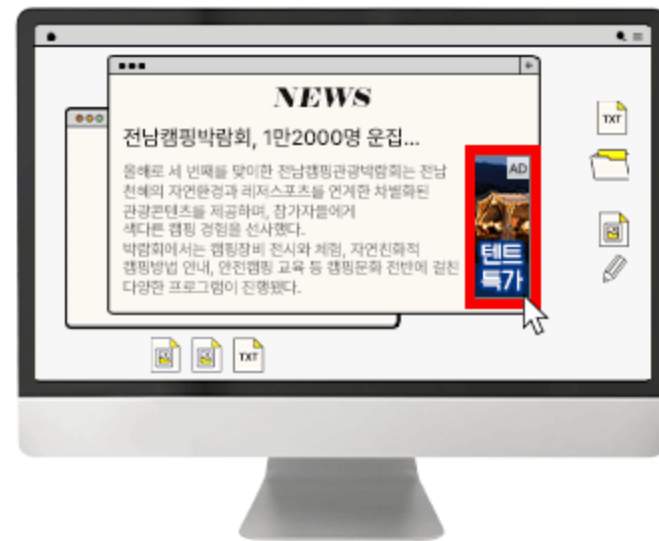 NEWS
전남캠핑박람회, 1만2000명 운집...
올해로 세 번째를 맞이한 전남캠핑관광박람회는 전남
천혜의 자연환경과 레저스포츠를 연계한 차별화된
관광콘텐츠를 제공하며, 참가자들에게
색다른 캠핑 경험을 선사했다.
박람회에서는 캠핑장비 전시와 체험, 자연친화적
캠핑방법 안내, 안전캠핑 교육 등 캠핑문화 전반에 걸친
다양한 프로그램이 진행됐다.
AD
텐트
특가
TXT
TXT